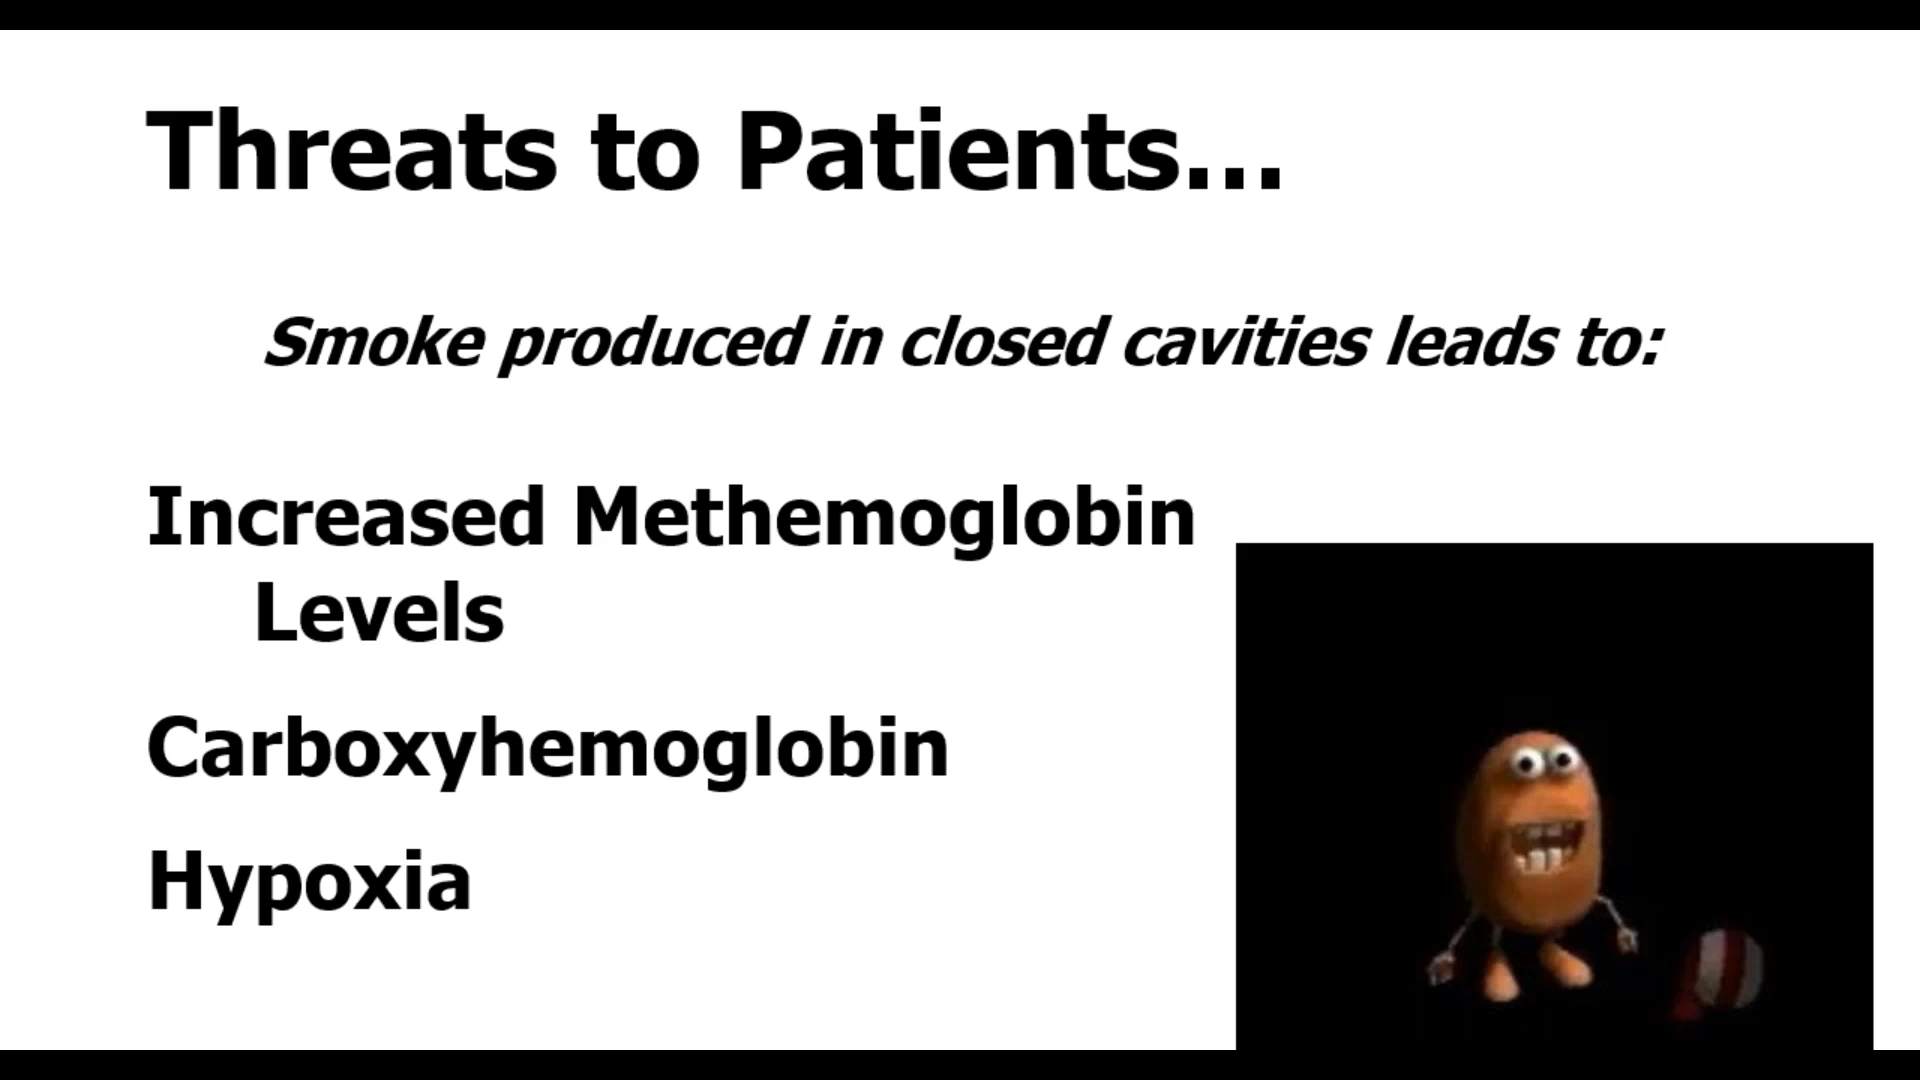 Threats to Patients...
Smoke produced in closed cavities leads to:
Increased Methemoglobin
Levels
Carboxyhemoglobin
Hypoxia